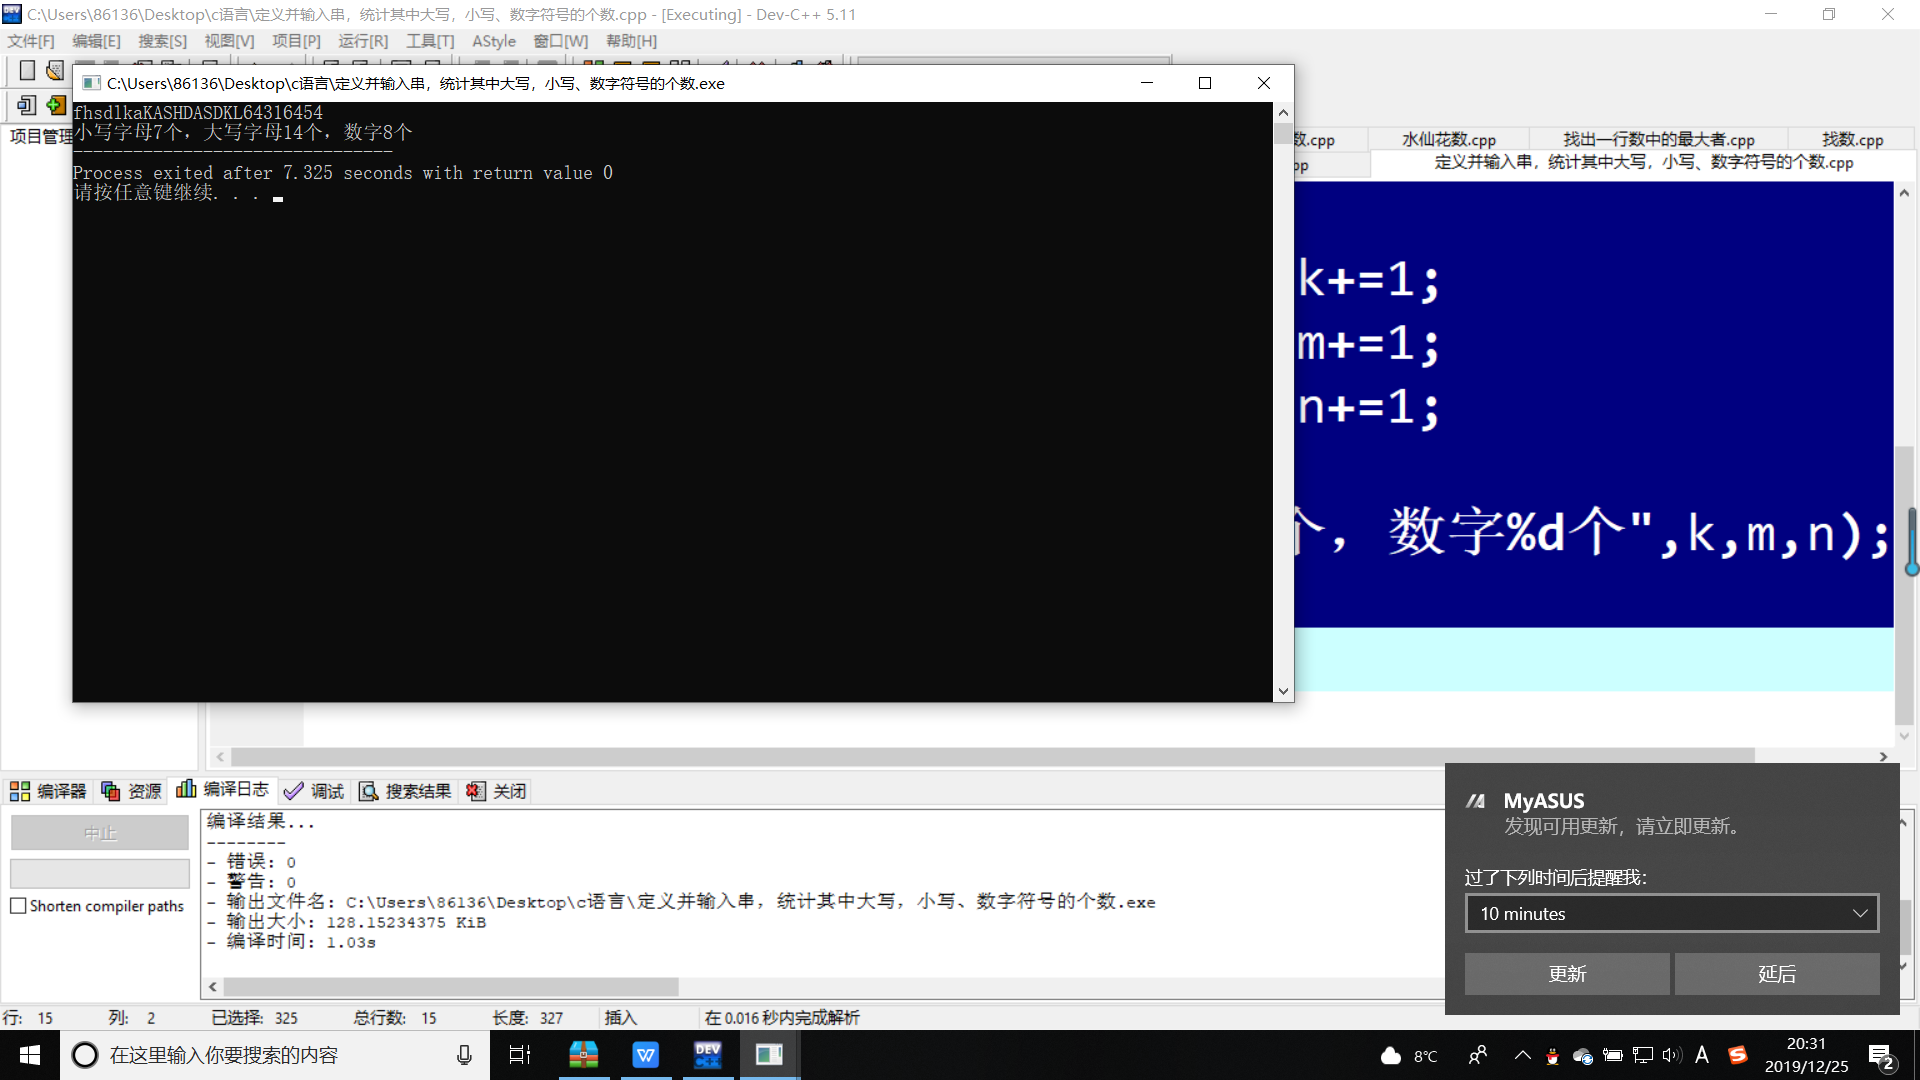 C:\Users\86136\Desktop\c语言\定义并输入串，统计其中大写，小写、数字符号的个数.cpp - [Executing] - Dev-C++ 5.11
文件[F] 编辑[E] 搜索[S] 视图[V] 项目[P] 运行[R] 工具[T] AStyle 窗口[W] 帮助[H]
C:\Users\86136\Desktop\c语言\定义并输入串，统计其中大写，小写、数字符号的个数.exe
fhsdlkaKASHDASDKL64316454
小写字母7个，大写字母14个，数字8个
--------------------------------
Process exited after 7.325 seconds with return value 0
请按任意键继续. . .
项目管理
数.cpp 水仙花数.cpp 找出一行数中的最大者.cpp 找数.cpp
pp 定义并输入串，统计其中大写，小写、数字符号的个数.cpp
k+=1;
m+=1;
n+=1;
个，数字%d个",k,m,n);
编译器 资源 编译日志 调试 搜索结果 关闭
中止
Shorten compiler paths
编译结果...
--------
- 错误: 0
- 警告: 0
- 输出文件名: C:\Users\86136\Desktop\c语言\定义并输入串，统计其中大写，小写、数字符号的个数.exe
- 输出大小: 128.15234375 KiB
- 编译时间: 1.03s
MyASUS
发现可用更新，请立即更新。
过了下列时间后提醒我:
10 minutes
更新 延后
行: 15 列: 2 已选择: 325 总行数: 15 长度: 327 插入 在 0.016 秒内完成解析
在这里输入你要搜索的内容
DEV C++
8°C
A
20:31
2019/12/25
2